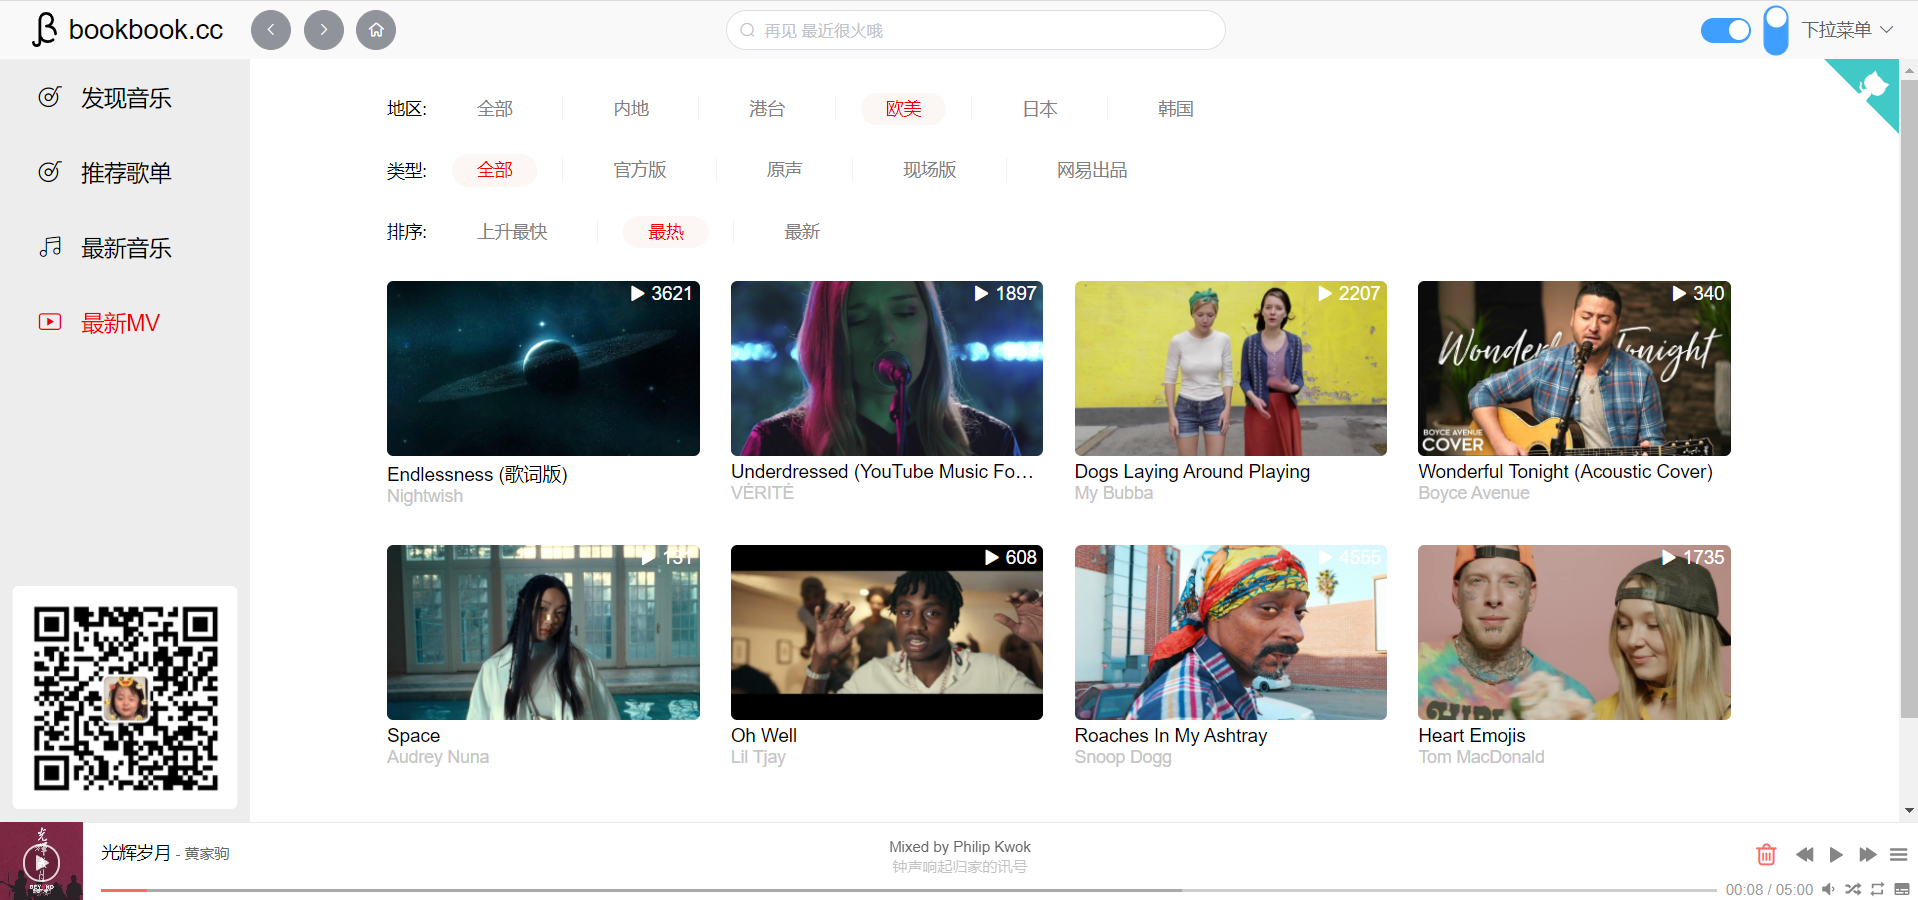 bookbook.cc
再见 最近很火哦
下拉菜单
发现音乐
推荐歌单
最新音乐
最新MV
地区: 全部 内地 港台 欧美 日本 韩国
类型: 全部 官方版 原声 现场版 网易出品
排序: 上升最快 最热 最新
3621
1897
2207
340
Wonderful Tonight
BOYCE AVENUE
COVER
Endlessness (歌词版)
Nightwish
Underdressed (YouTube Music Fo…
VÉRITÉ
Dogs Laying Around Playing
My Bubba
Wonderful Tonight (Acoustic Cover)
Boyce Avenue
131
608
4555
1735
Space
Audrey Nuna
Oh Well
Lil Tjay
Roaches In My Ashtray
Snoop Dogg
Heart Emojis
Tom MacDonald
光辉岁月
BEYOND
光辉岁月 - 黄家驹
Mixed by Philip Kwok
钟声响起归家的讯号
00:08 / 05:00